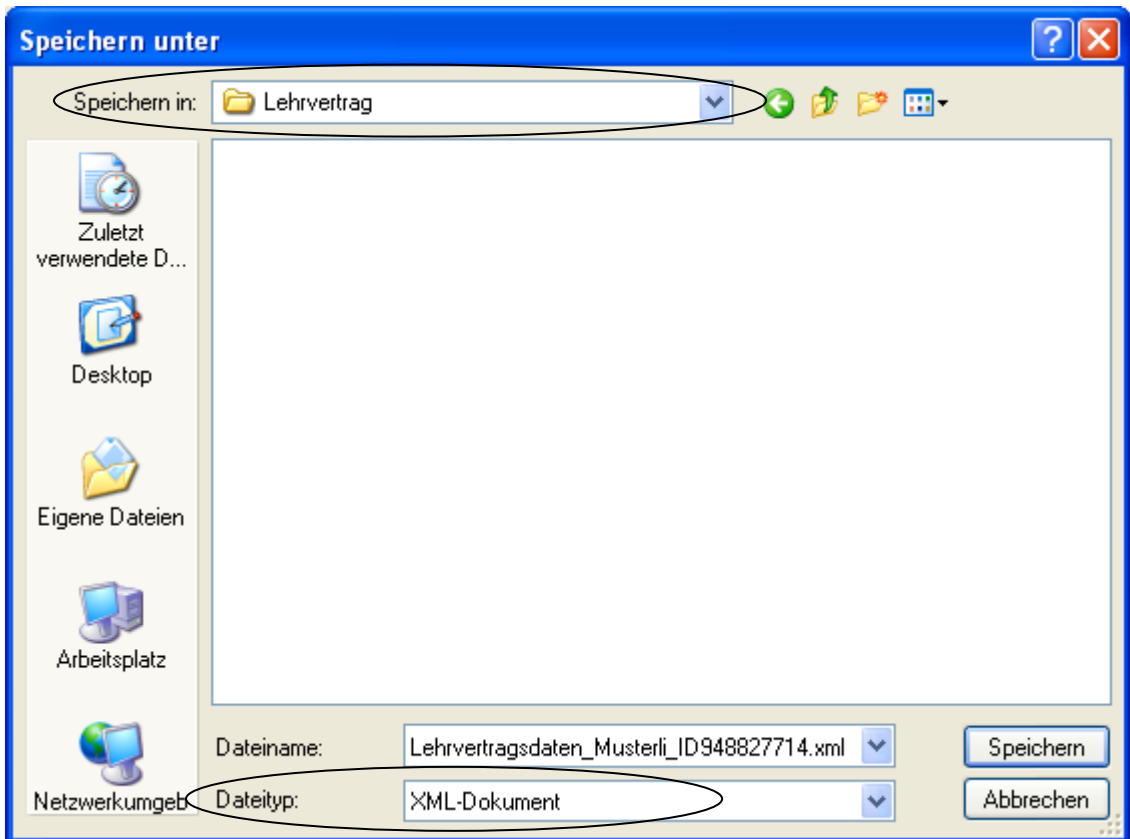 Speichern unter
Speichern in:
Lehrvertrag
Zuletzt
verwendete D...
Desktop
Eigene Dateien
Arbeitsplatz
Netzwerkumgeb
Dateiname:
Lehrvertragsdaten_Musterli_ID948827714.xml
Speichern
Dateityp:
XML-Dokument
Abbrechen